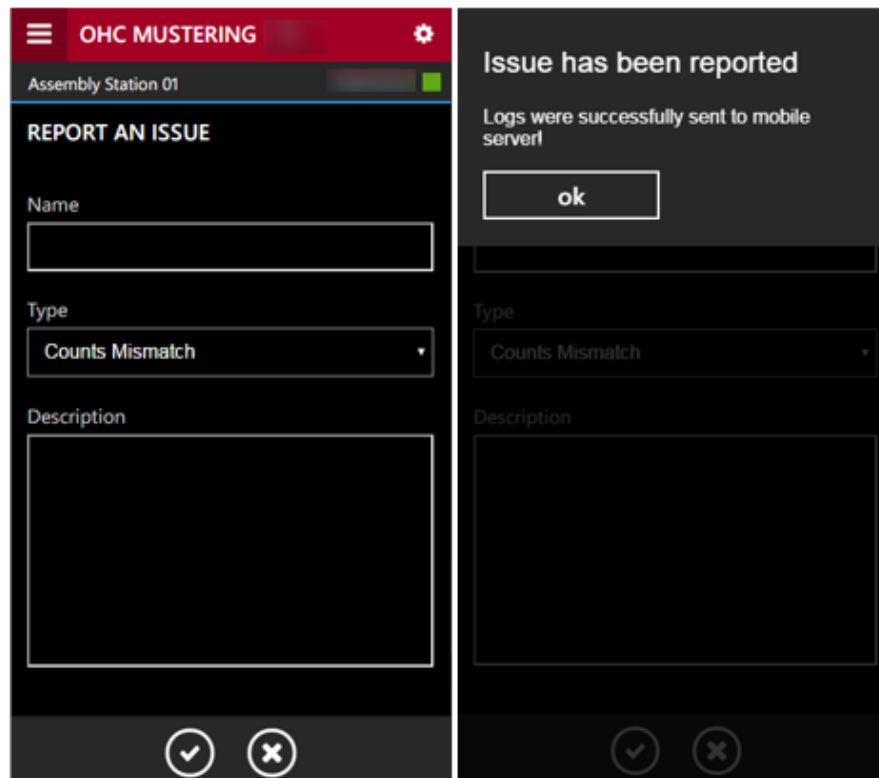 OHC MUSTERING
Assembly Station 01
REPORT AN ISSUE
Name
Type
Counts Mismatch
Description
Issue has been reported
Logs were successfully sent to mobile
server!
ok
Type
Counts Mismatch
Description